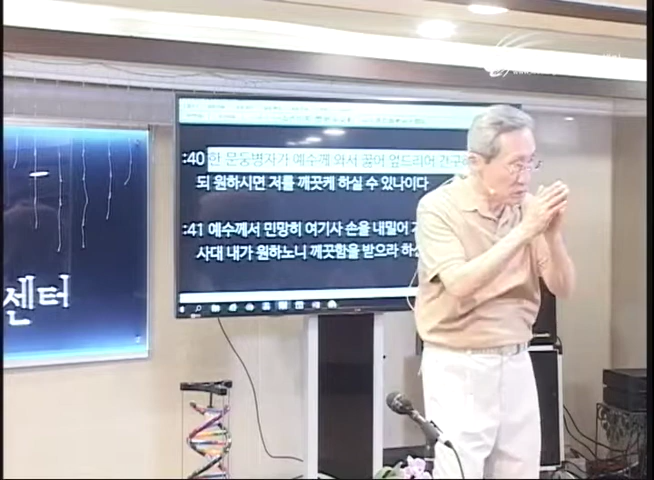 :40 한 문둥병자가 예수께 와서 꿇어 엎드리어 간구하
되 원하시면 저를 깨끗케 하실 수 있나이다
:41 예수께서 민망히 여기사 손을 내밀어
사대 내가 원하노니 깨끗함을 받으라 하
센터